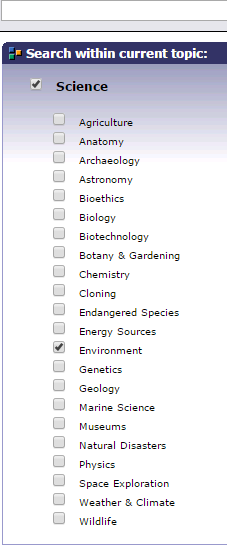 Search within current topic:
Science
Agriculture
Anatomy
Archaeology
Astronomy
Bioethics
Biology
Biotechnology
Botany & Gardening
Chemistry
Cloning
Endangered Species
Energy Sources
Environment
Genetics
Geology
Marine Science
Museums
Natural Disasters
Physics
Space Exploration
Weather & Climate
Wildlife